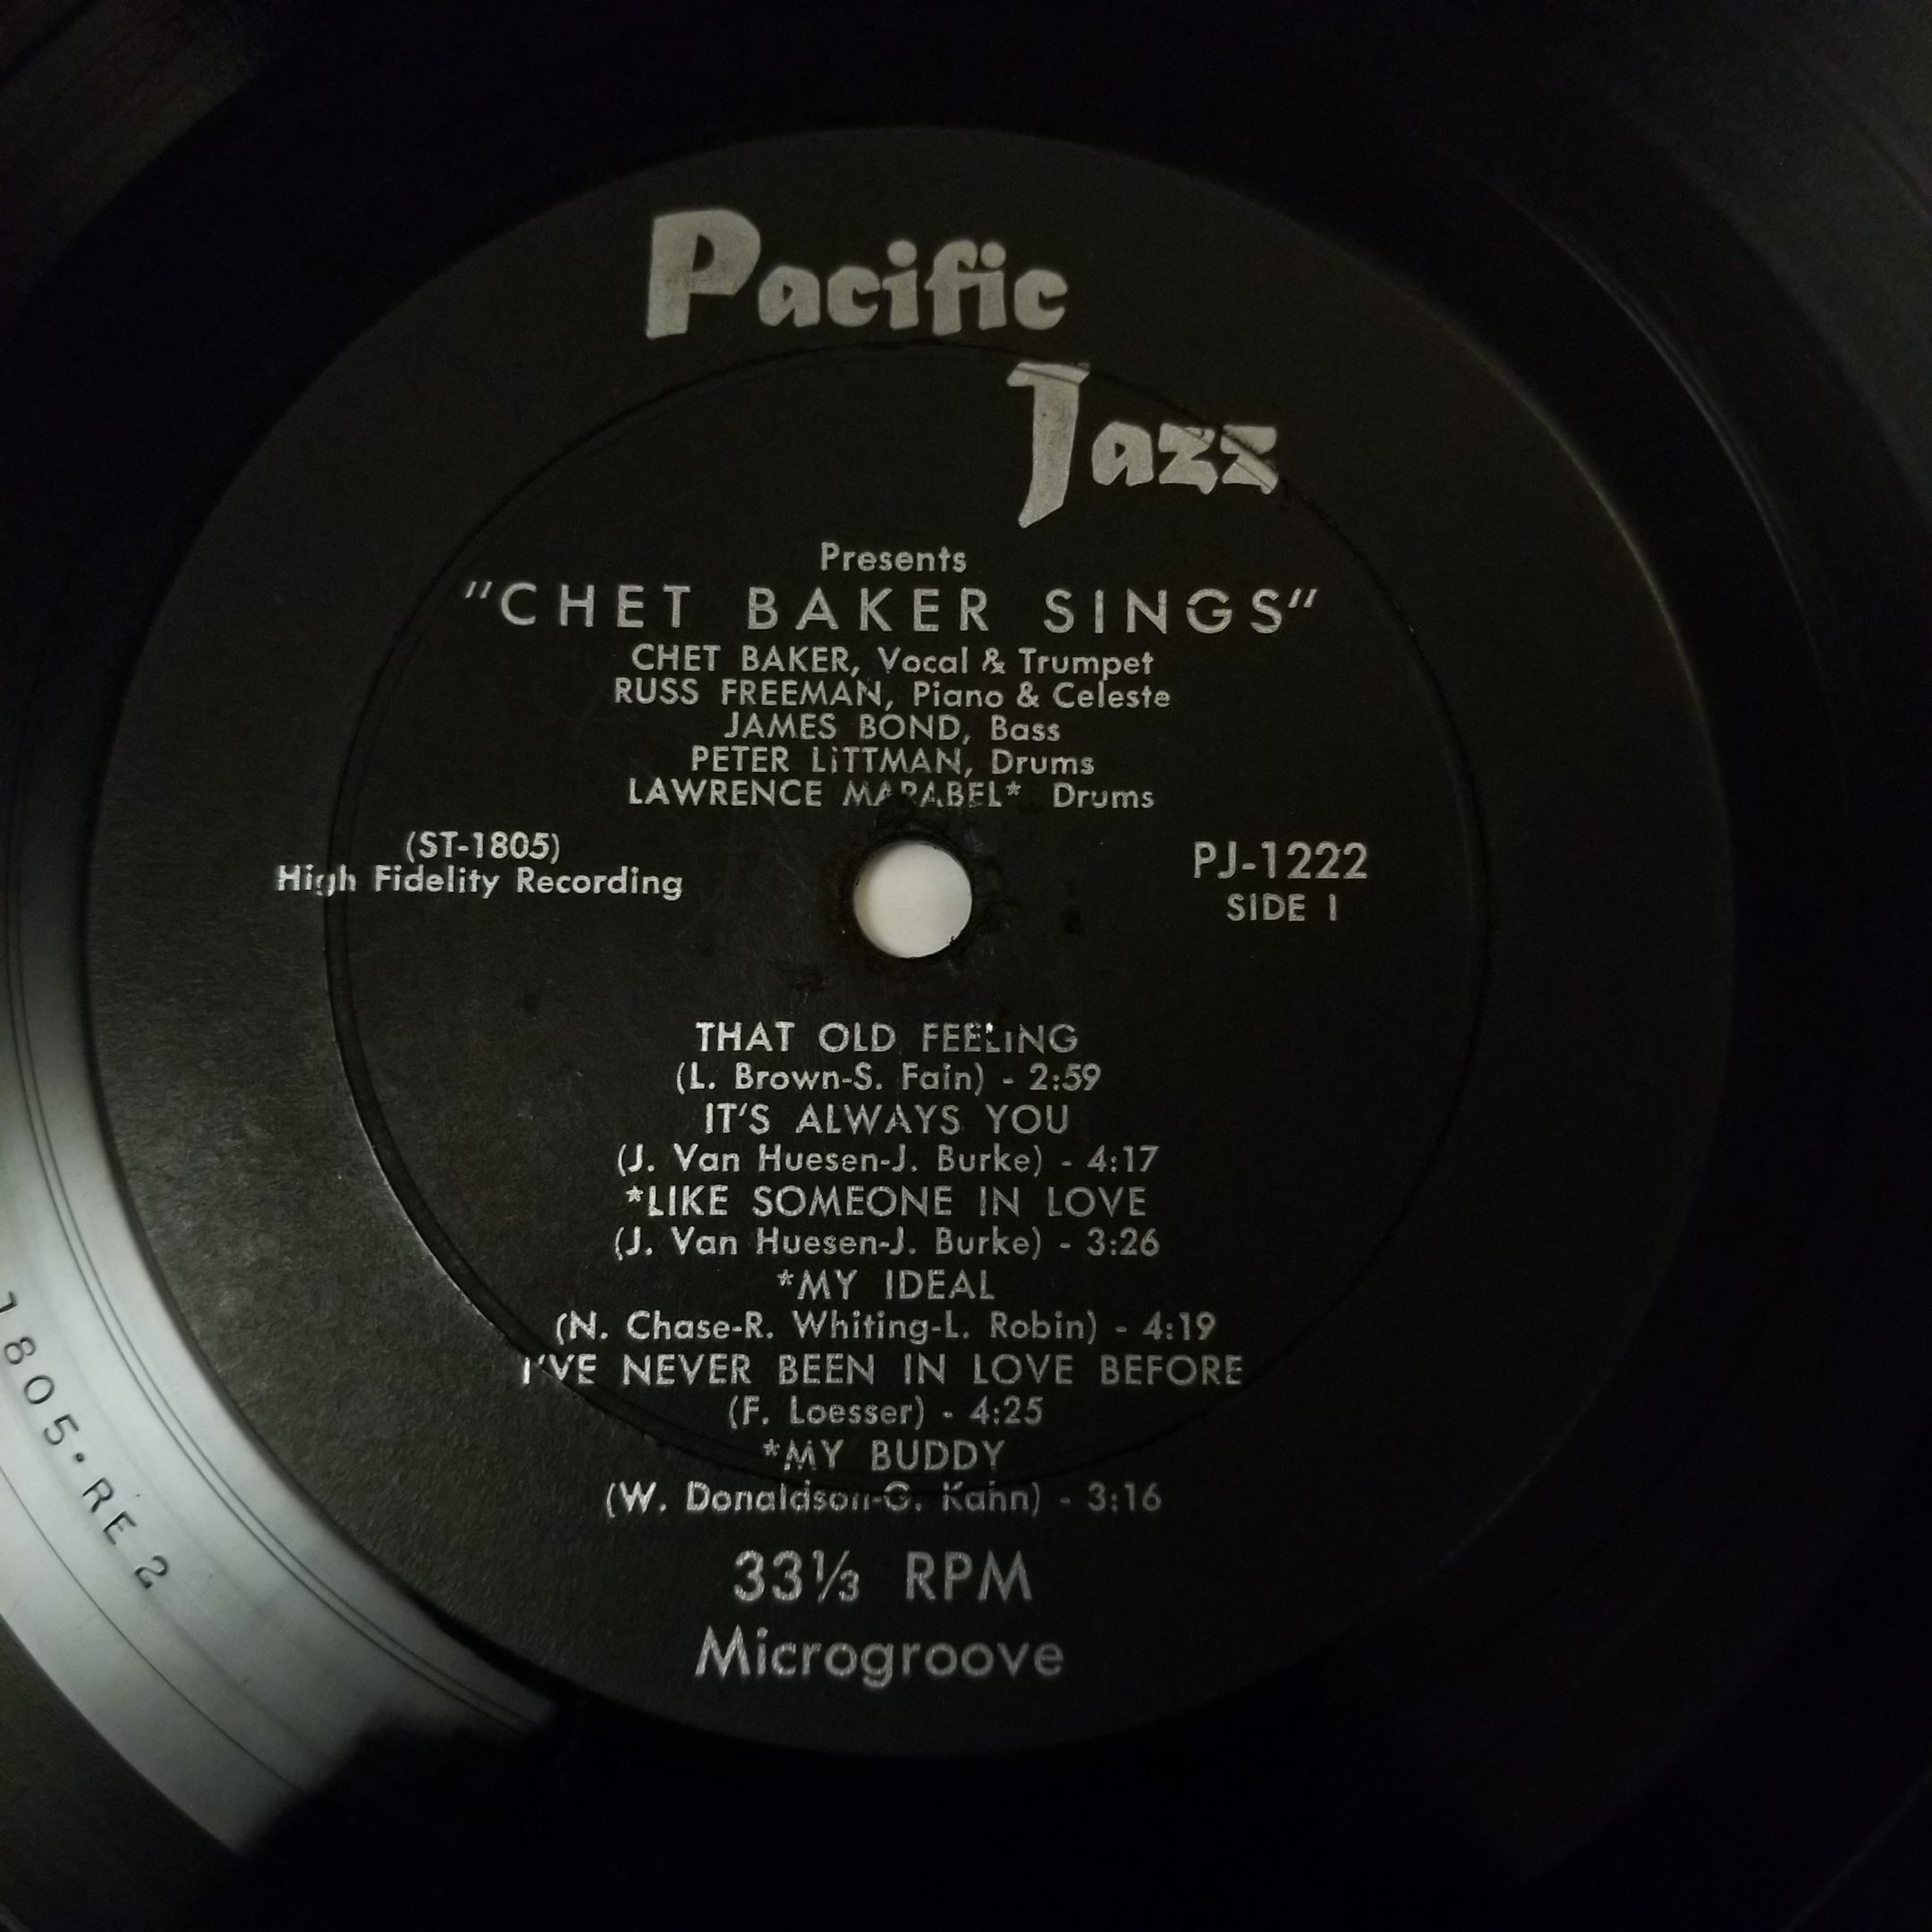 Pacific
Jazz
Presents
"CHET BAKER SINGS"
CHET BAKER, Vocal & Trumpet
RUSS FREEMAN, Piano & Celeste
JAMES BOND, Bass
PETER LITTMAN, Drums
LAWRENCE MARABEL* Drums
(ST-1805)
High Fidelity Recording
PJ-1222
SIDE 1
THAT OLD FEELING
(L. Brown-S. Fain) - 2:59
IT'S ALWAYS YOU
(J. Van Huesen-J. Burke) - 4:17
*LIKE SOMEONE IN LOVE
(J. Van Huesen-J. Burke) - 3:26
*MY IDEAL
(N. Chase-R. Whiting-L. Robin) - 4:19
I'VE NEVER BEEN IN LOVE BEFORE
(F. Loesser) - 4:25
*MY BUDDY
(W. Donaldson-G. Kahn) - 3:16
33⅓ RPM
Microgroove
1805·RE 2